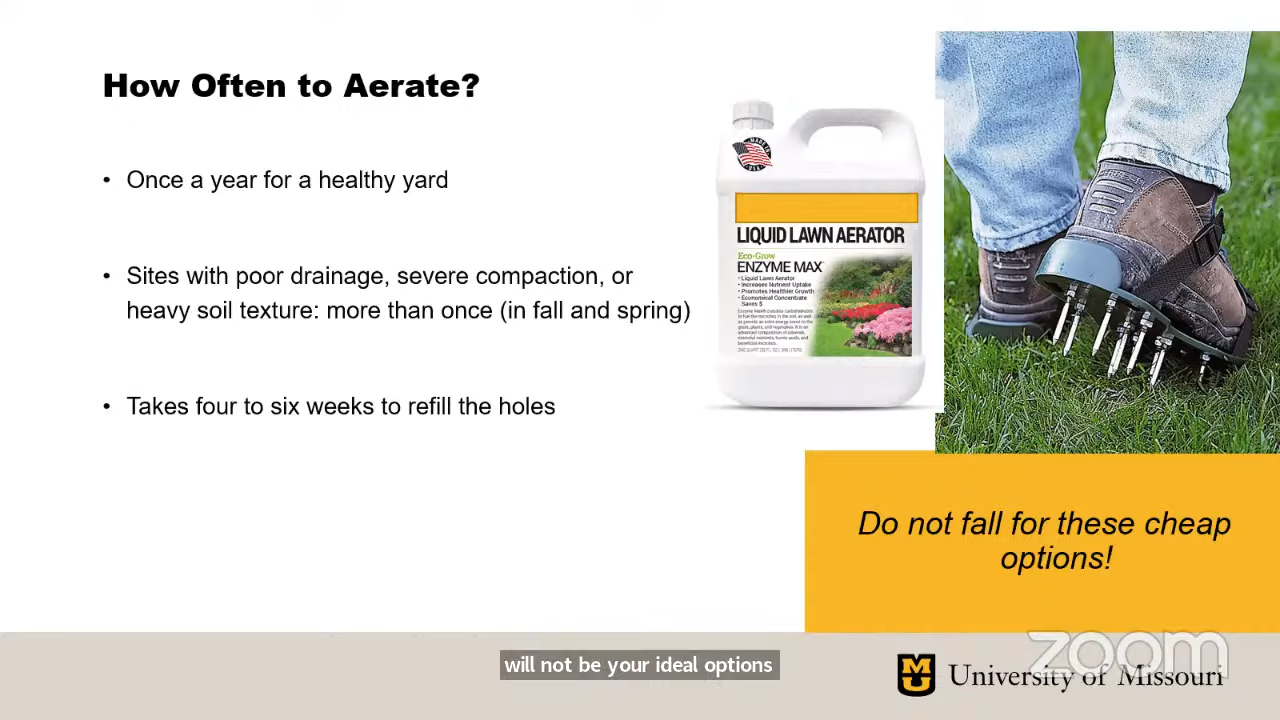 How Often to Aerate?
• Once a year for a healthy yard
• Sites with poor drainage, severe compaction, or
heavy soil texture: more than once (in fall and spring)
• Takes four to six weeks to refill the holes
LIQUID LAWN AERATOR
Eco-Grow
ENZYME MAX
• Liquid Lawn Aerator
• Increases Nutrient Uptake
• Promotes Healthier Growth
• Economical Concentrate
Saves $
Do not fall for these cheap
options!
will not be your ideal options
zoom
University of Missouri